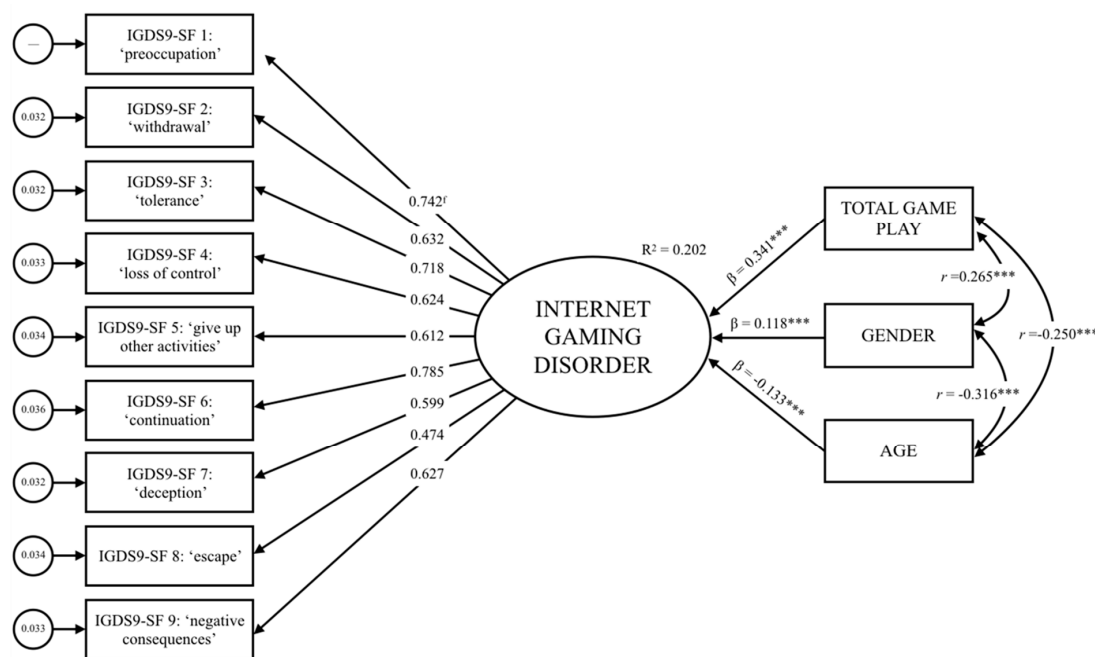 —
IGDS9-SF 1:
‘preoccupation’
0.032
IGDS9-SF 2:
‘withdrawal’
0.032
IGDS9-SF 3:
‘tolerance’
0.033
IGDS9-SF 4:
‘loss of control’
0.034
IGDS9-SF 5: ‘give up
other activities’
0.036
IGDS9-SF 6:
‘continuation’
0.032
IGDS9-SF 7:
‘deception’
0.034
IGDS9-SF 8: ‘escape’
0.033
IGDS9-SF 9: ‘negative
consequences’
0.742f
0.632
0.718
0.624
0.612
0.785
0.599
0.474
0.627
R² = 0.202
INTERNET
GAMING
DISORDER
β = 0.341***
β = 0.118***
β = -0.133***
TOTAL GAME
PLAY
GENDER
AGE
r =0.265***
r =-0.250***
r = -0.316***